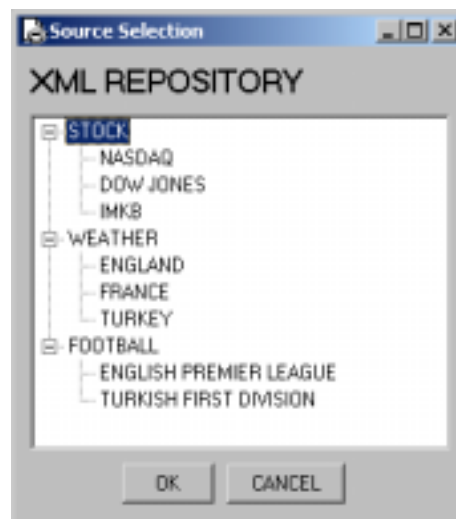 Source Selection
XML REPOSITORY
STOCK
NASDAQ
DOW JONES
IMKB
WEATHER
ENGLAND
FRANCE
TURKEY
FOOTBALL
ENGLISH PREMIER LEAGUE
TURKISH FIRST DIVISION
OK CANCEL